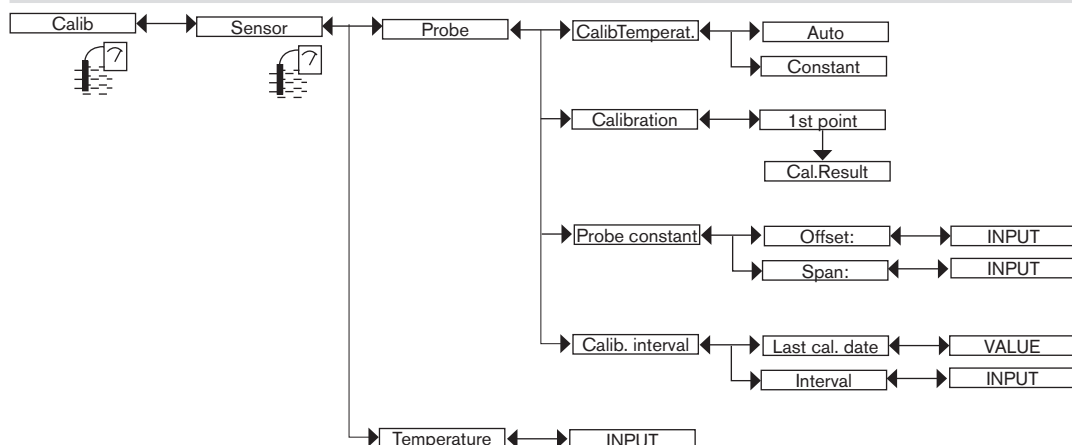 Calib
Sensor
Probe
CalibTemperat.
Auto
Constant
Calibration
1st point
Cal.Result
Probe constant
Offset:
INPUT
Span:
INPUT
Calib. interval
Last cal. date
VALUE
Interval
INPUT
Temperature
INPUT